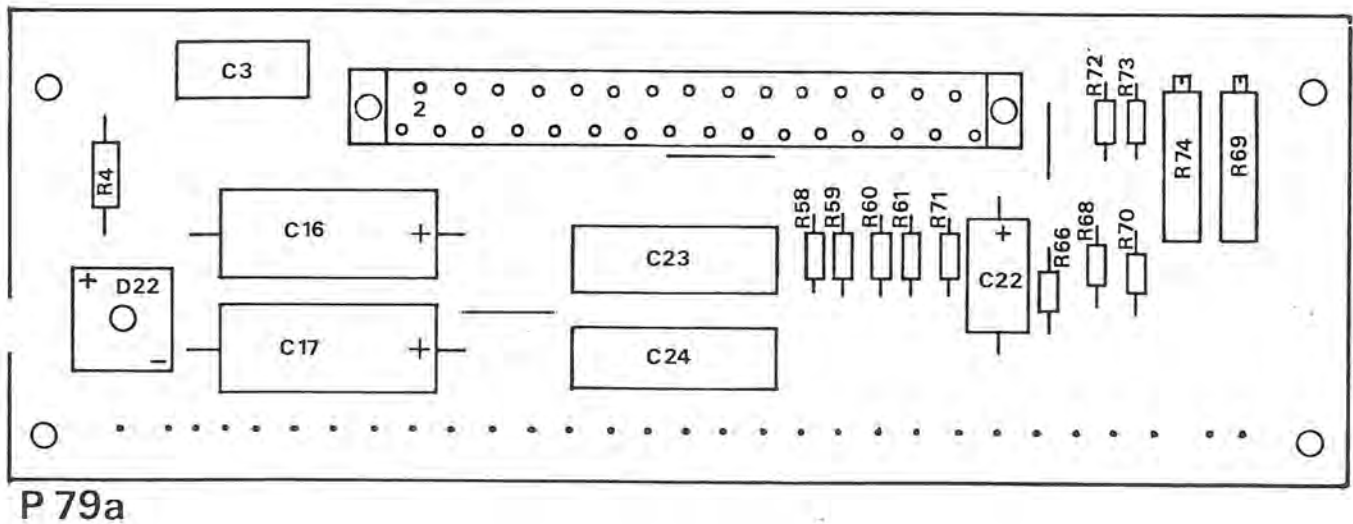 C3
2
R72
R73
R4
R74
R69
R58
R59
R60
R61
R71
R66
R68
R70
C16
+
C23
+
C22
+
D22
-
C17
+
C24
P 79a